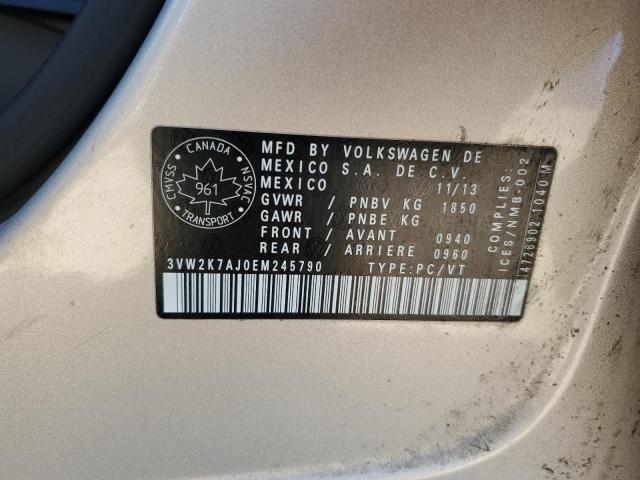 CANADA
CMVSS
961
NSVAC
TRANSPORT
MFD BY VOLKSWAGEN DE
MEXICO S.A. DE C.V.
MEXICO 11/13
GVWR / PNBV KG 1850
GAWR / PNBE KG
FRONT / AVANT 0940
REAR / ARRIERE 0960
3VW2K7AJ0EM245790 TYPE:PC/VT
COMPLIES:
ICES/NMB-002
1040 M